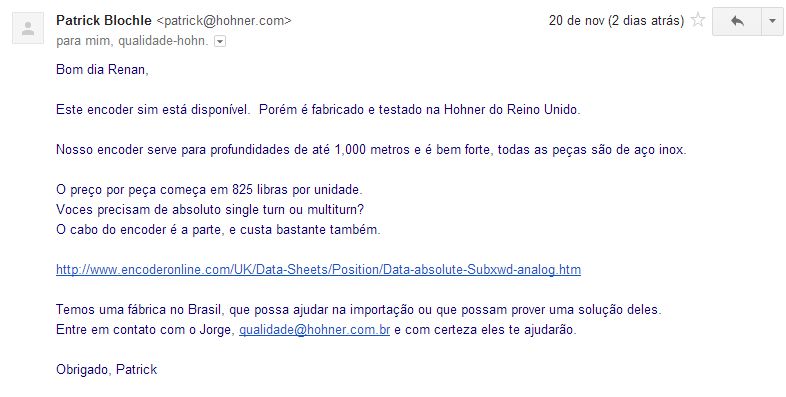 Patrick Blochle <patrick@hohner.com> 20 de nov (2 dias atrás)
para mim, qualidade-hohn.
Bom dia Renan,
Este encoder sim está disponível. Porém é fabricado e testado na Hohner do Reino Unido.
Nosso encoder serve para profundidades de até 1,000 metros e é bem forte, todas as peças são de aço inox.
O preço por peça começa em 825 libras por unidade.
Voces precisam de absoluto single turn ou multiturn?
O cabo do encoder é a parte, e custa bastante também.
http://www.encoderonline.com/UK/Data-Sheets/Position/Data-absolute-Subxwd-analog.htm
Temos uma fábrica no Brasil, que possa ajudar na importação ou que possam prover uma solução deles.
Entre em contato com o Jorge, qualidade@hohner.com.br e com certeza eles te ajudarão.
Obrigado, Patrick